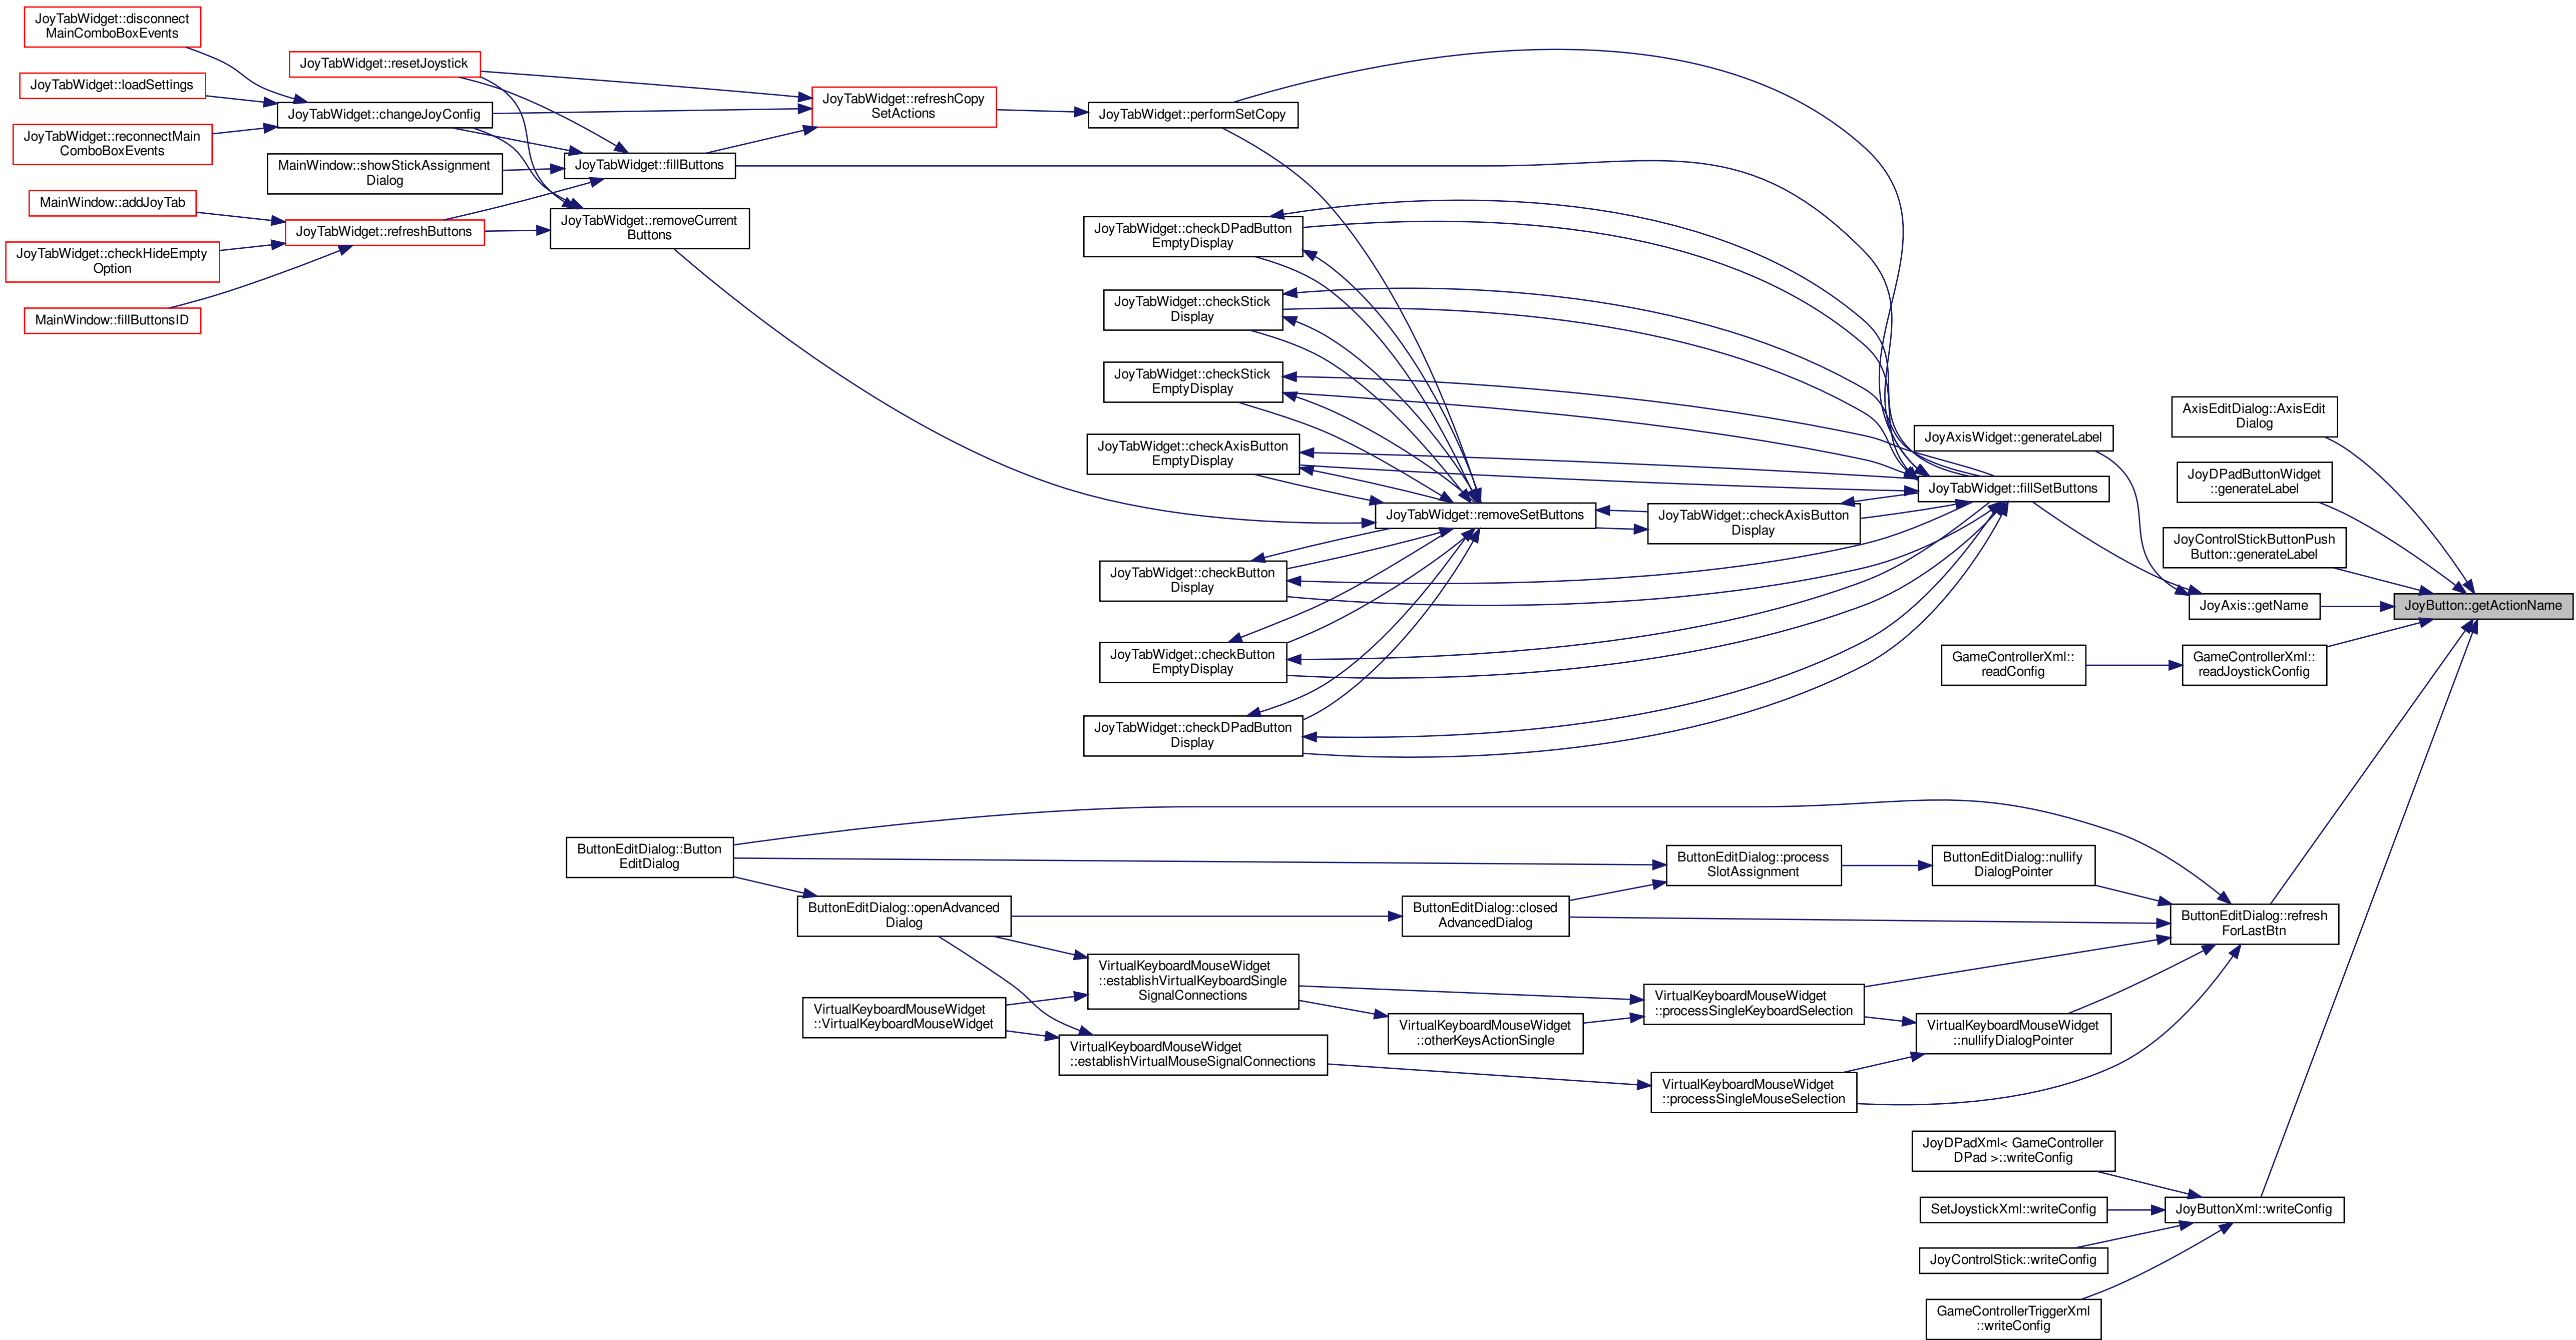 JoyTabWidget::disconnect
MainComboBoxEvents
JoyTabWidget::loadSettings
JoyTabWidget::reconnectMain
ComboBoxEvents
MainWindow::addJoyTab
JoyTabWidget::checkHideEmpty
Option
MainWindow::fillButtonsID
JoyTabWidget::resetJoystick
JoyTabWidget::changeJoyConfig
MainWindow::showStickAssignment
Dialog
JoyTabWidget::refreshButtons
JoyTabWidget::fillButtons
JoyTabWidget::removeCurrent
Buttons
JoyTabWidget::refreshCopy
SetActions
JoyTabWidget::performSetCopy
JoyTabWidget::checkDPadButton
EmptyDisplay
JoyTabWidget::checkStick
Display
JoyTabWidget::checkStick
EmptyDisplay
JoyTabWidget::checkAxisButton
EmptyDisplay
JoyTabWidget::removeSetButtons
JoyTabWidget::checkAxisButton
Display
JoyTabWidget::checkButton
Display
JoyTabWidget::checkButton
EmptyDisplay
JoyTabWidget::checkDPadButton
Display
JoyAxisWidget::generateLabel
JoyTabWidget::fillSetButtons
AxisEditDialog::AxisEdit
Dialog
JoyDPadButtonWidget
::generateLabel
JoyControlStickButtonPush
Button::generateLabel
JoyAxis::getName
JoyButton::getActionName
GameControllerXml::
readConfig
GameControllerXml::
readJoystickConfig
ButtonEditDialog::Button
EditDialog
ButtonEditDialog::process
SlotAssignment
ButtonEditDialog::nullify
DialogPointer
ButtonEditDialog::openAdvanced
Dialog
ButtonEditDialog::closed
AdvancedDialog
ButtonEditDialog::refresh
ForLastBtn
VirtualKeyboardMouseWidget
::establishVirtualKeyboardSingle
SignalConnections
VirtualKeyboardMouseWidget
::VirtualKeyboardMouseWidget
VirtualKeyboardMouseWidget
::establishVirtualMouseSignalConnections
VirtualKeyboardMouseWidget
::otherKeysActionSingle
VirtualKeyboardMouseWidget
::processSingleKeyboardSelection
VirtualKeyboardMouseWidget
::nullifyDialogPointer
VirtualKeyboardMouseWidget
::processSingleMouseSelection
JoyDPadXml< GameController
DPad >::writeConfig
SetJoystickXml::writeConfig
JoyButtonXml::writeConfig
JoyControlStick::writeConfig
GameControllerTriggerXml
::writeConfig